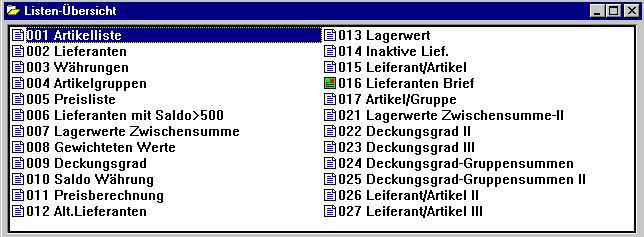 Listen-Übersicht
001 Artikelliste
002 Lieferanten
003 Währungen
004 Artikelgruppen
005 Preisliste
006 Lieferanten mit Saldo>500
007 Lagerwerte Zwischensumme
008 Gewichteten Werte
009 Deckungsgrad
010 Saldo Währung
011 Preisberechnung
012 Alt.Lieferanten
013 Lagerwert
014 Inaktive Lief.
015 Leiferant/Artikel
016 Lieferanten Brief
017 Artikel/Gruppe
021 Lagerwerte Zwischensumme-II
022 Deckungsgrad II
023 Deckungsgrad III
024 Deckungsgrad-Gruppensummen
025 Deckungsgrad-Gruppensummen II
026 Leiferant/Artikel II
027 Leiferant/Artikel III